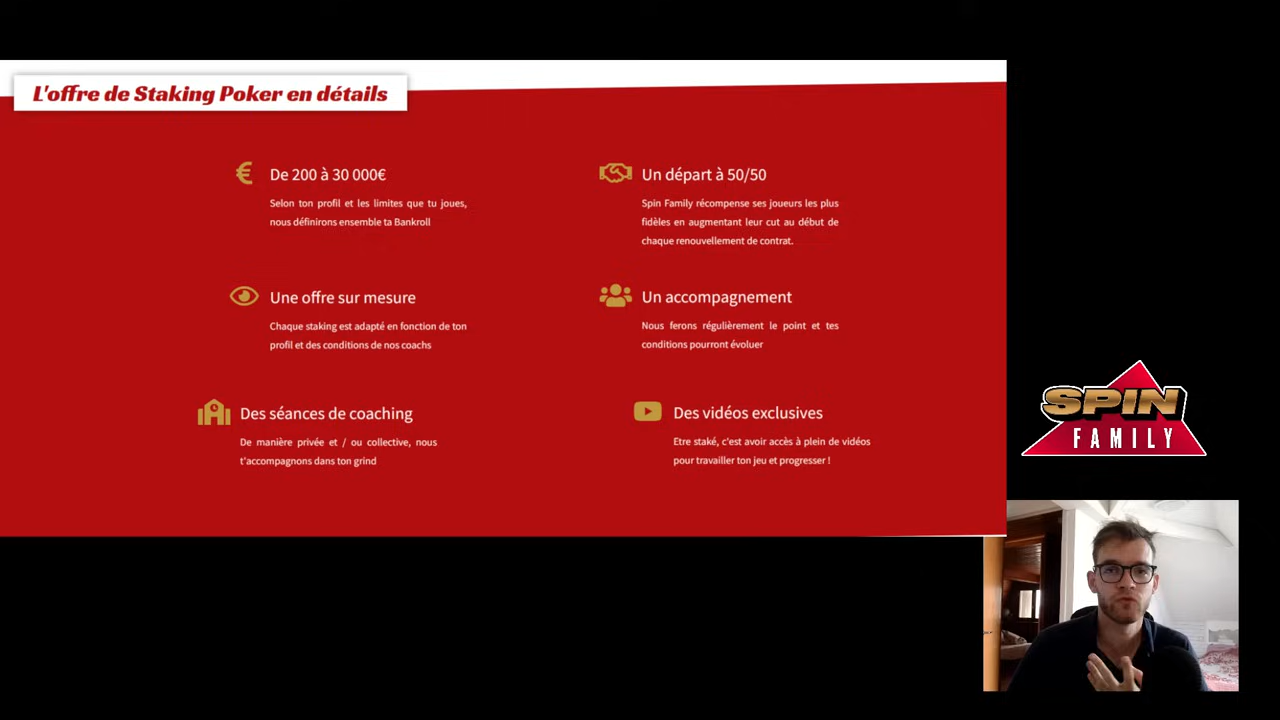 L'offre de Staking Poker en détails
De 200 à 30 000€
Selon ton profil et les limites que tu joues,
nous définirons ensemble ta Bankroll
Un départ à 50/50
Spin Family récompense ses joueurs les plus
fidèles en augmentant leur cut au début de
chaque renouvellement de contrat.
Une offre sur mesure
Chaque staking est adapté en fonction de ton
profil et des conditions de nos coachs
Un accompagnement
Nous ferons régulièrement le point et tes
conditions pourront évoluer
Des séances de coaching
De manière privée et / ou collective, nous
t'accompagnons dans ton grind
Des vidéos exclusives
Etre staké, c'est avoir accès à plein de vidéos
pour travailler ton jeu et progresser !
SPIN
FAMILY